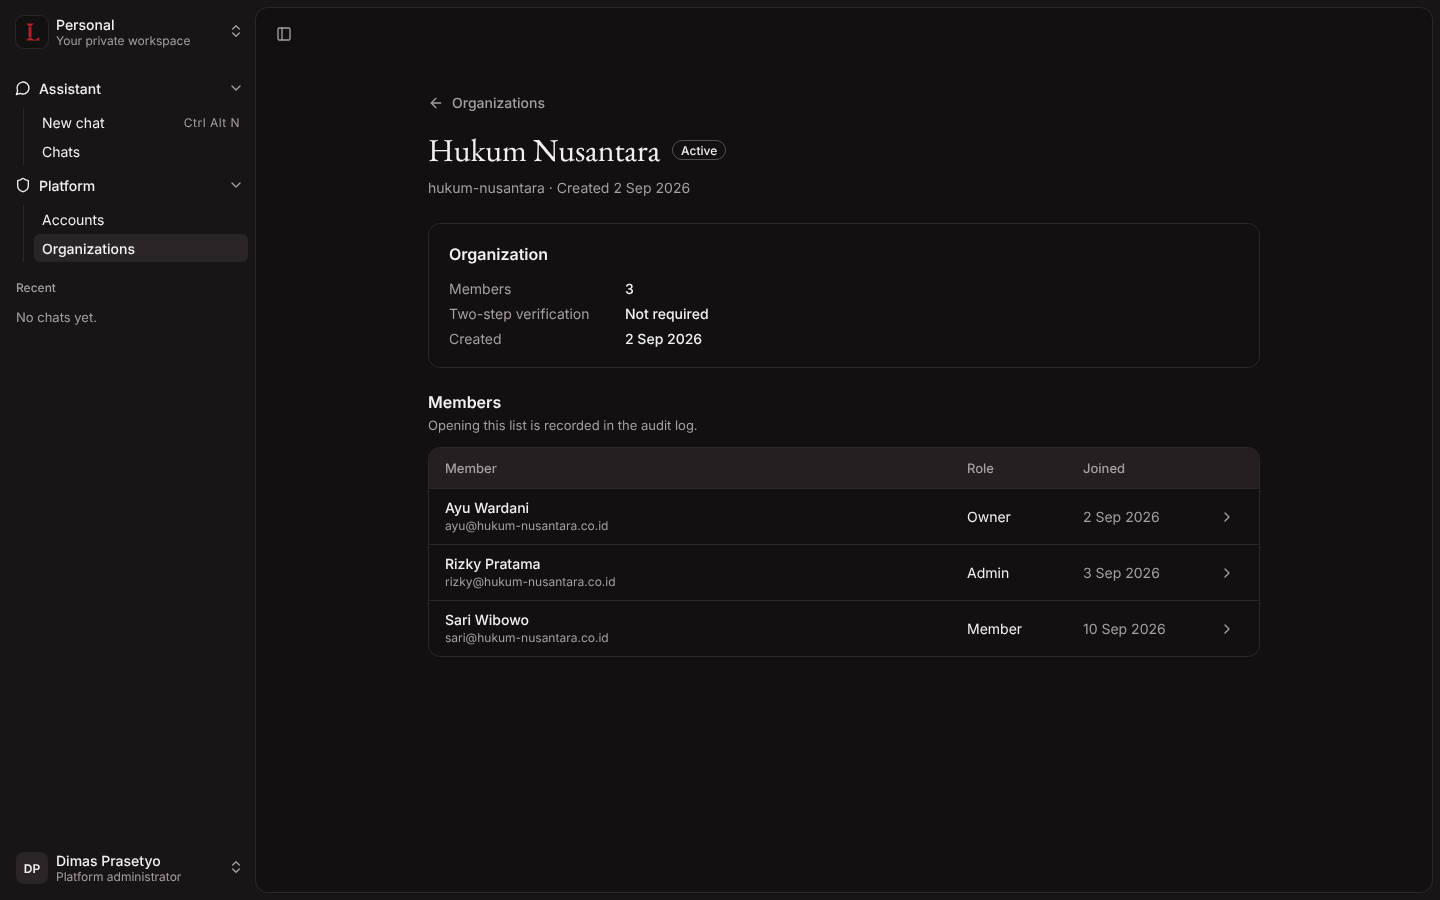 L
Personal
Your private workspace
Assistant
New chat Ctrl Alt N
Chats
Platform
Accounts
Organizations
Recent
No chats yet.
DP
Dimas Prasetyo
Platform administrator
Organizations
Hukum Nusantara Active
hukum-nusantara · Created 2 Sep 2026
Organization
Members 3
Two-step verification Not required
Created 2 Sep 2026
Members
Opening this list is recorded in the audit log.
Member Role Joined
Ayu Wardani
ayu@hukum-nusantara.co.id
Owner 2 Sep 2026
Rizky Pratama
rizky@hukum-nusantara.co.id
Admin 3 Sep 2026
Sari Wibowo
sari@hukum-nusantara.co.id
Member 10 Sep 2026